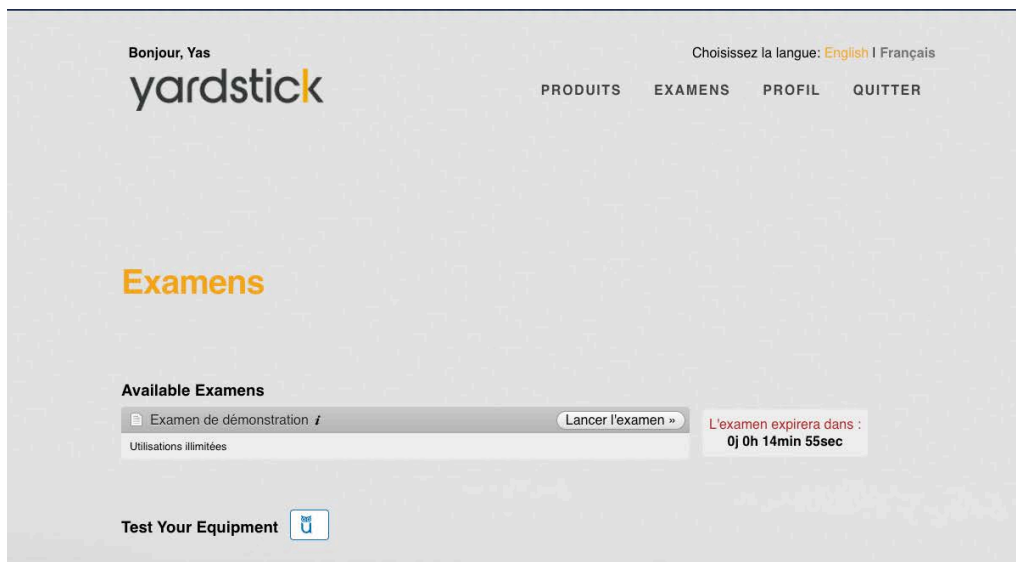 Bonjour, Yas
Choisissez la langue: English | Français
yardstick
PRODUITS EXAMENS PROFIL QUITTER
Examens
Available Examens
Examen de démonstration i
Lancer l'examen »
Utilisations illimitées
L'examen expirera dans :
0j 0h 14min 55sec
Test Your Equipment
u